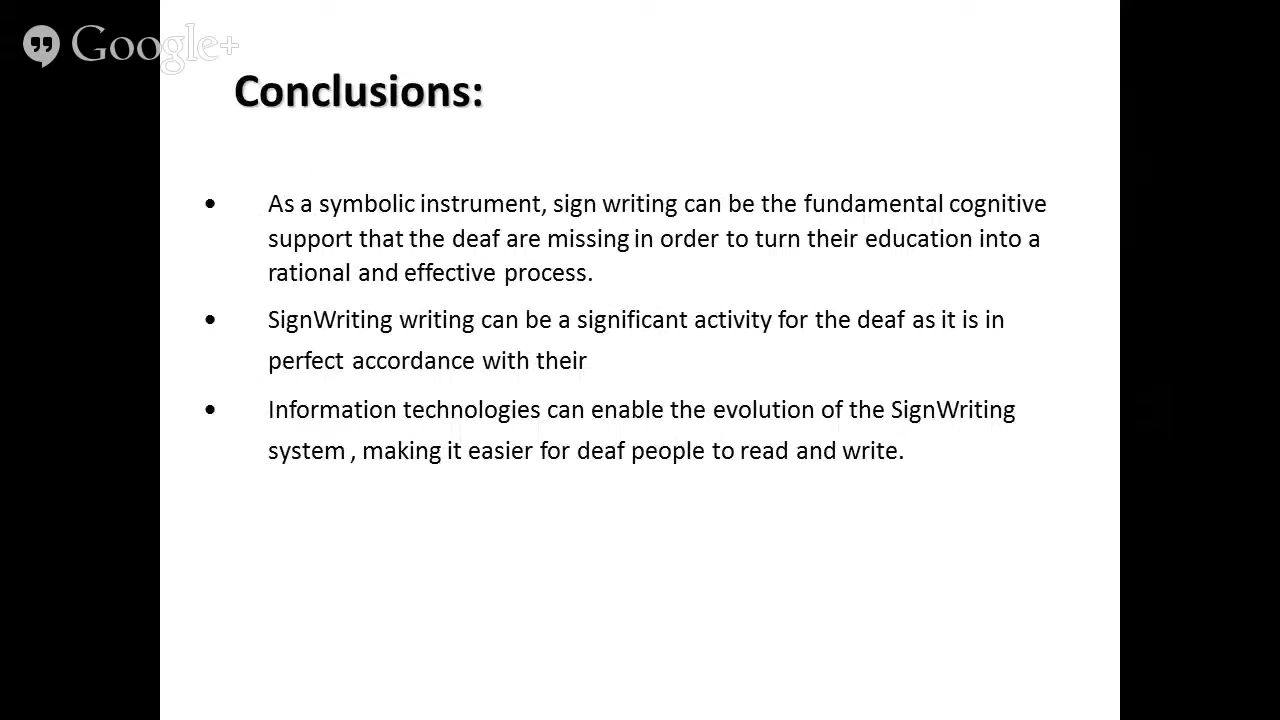 Google+
Conclusions:
• As a symbolic instrument, sign writing can be the fundamental cognitive
support that the deaf are missing in order to turn their education into a
rational and effective process.
• SignWriting writing can be a significant activity for the deaf as it is in
perfect accordance with their
• Information technologies can enable the evolution of the SignWriting
system , making it easier for deaf people to read and write.